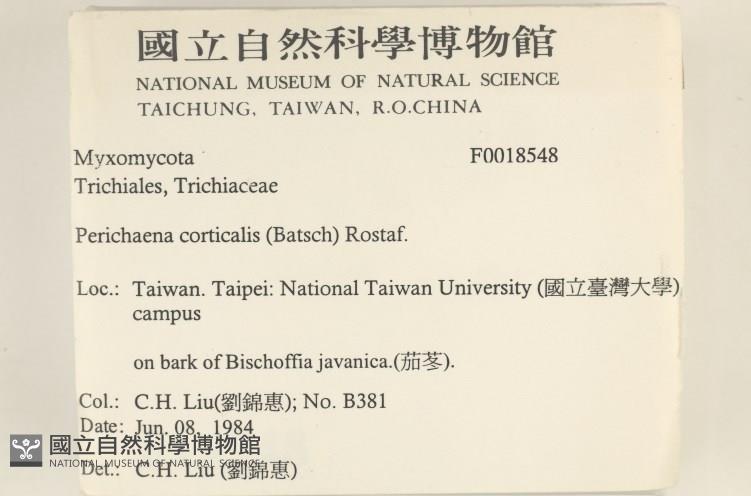 國立自然科學博物館
NATIONAL MUSEUM OF NATURAL SCIENCE
TAICHUNG, TAIWAN, R.O.CHINA
Myxomycota F0018548
Trichiales, Trichiaceae
Perichaena corticalis (Batsch) Rostaf.
Loc.: Taiwan. Taipei: National Taiwan University (國立臺灣大學)
campus
on bark of Bischoffia javanica.(茄苳).
Col.: C.H. Liu(劉錦惠); No. B381
Date: Jun. 08, 1984
國立自然科學博物館
NATIONAL MUSEUM OF NATURAL SCIENCE
Det.: C.H. Liu (劉錦惠)